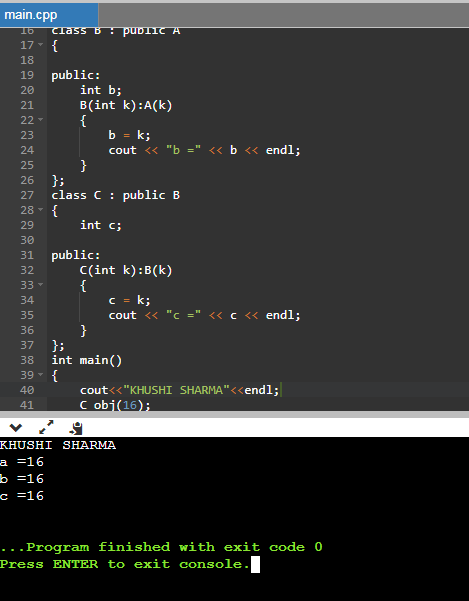 main.cpp
16 class B : public A
17 {
18
19 public:
20 int b;
21 B(int k):A(k)
22 {
23 b = k;
24 cout << "b =" << b << endl;
25 }
26 };
27 class C : public B
28 {
29 int c;
30
31 public:
32 C(int k):B(k)
33 {
34 c = k;
35 cout << "c =" << c << endl;
36 }
37 };
38 int main()
39 {
40 cout<<"KHUSHI SHARMA"<<endl;
41 C obj(16);
KHUSHI SHARMA
a =16
b =16
c =16
...Program finished with exit code 0
Press ENTER to exit console.